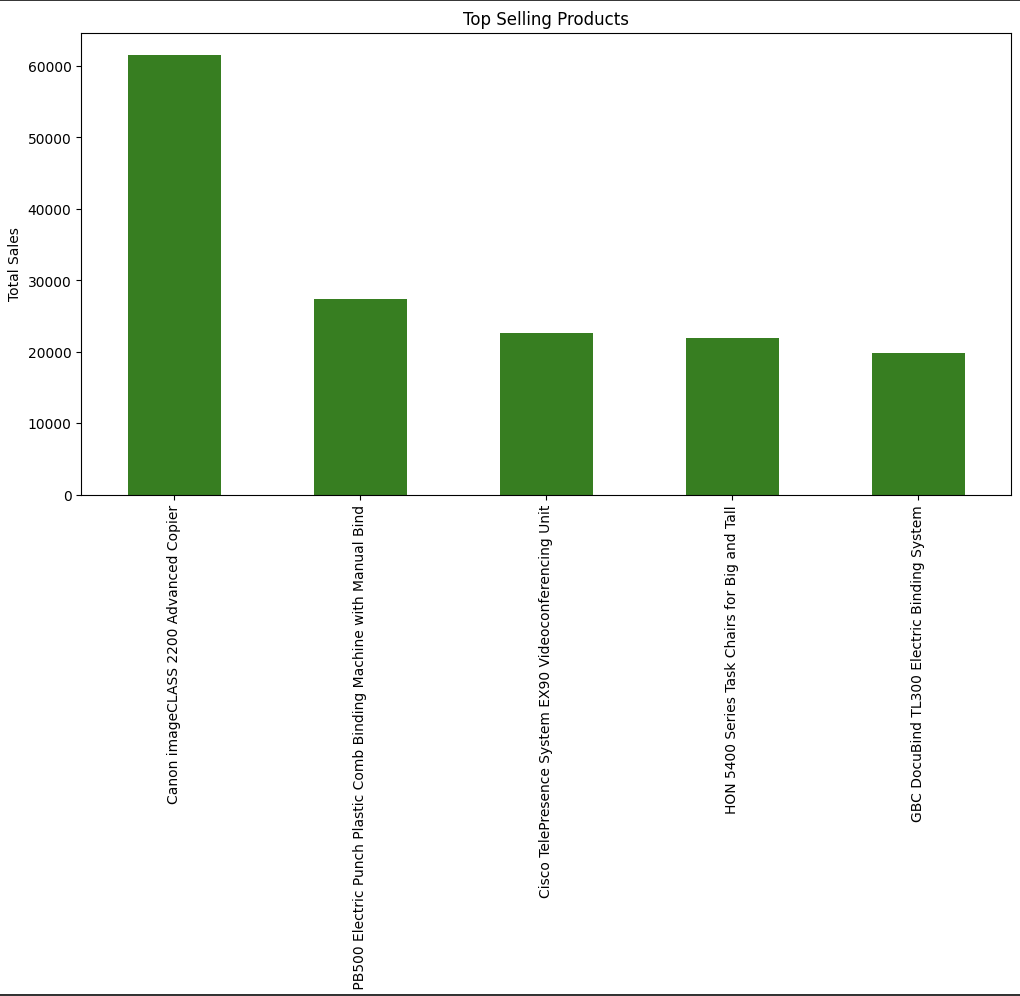 Top Selling Products
Total Sales
60000
50000
40000
30000
20000
10000
0
Canon imageCLASS 2200 Advanced Copier
PB500 Electric Punch Plastic Comb Binding Machine with Manual Bind
Cisco TelePresence System EX90 Videoconferencing Unit
HON 5400 Series Task Chairs for Big and Tall
GBC DocuBind TL300 Electric Binding System